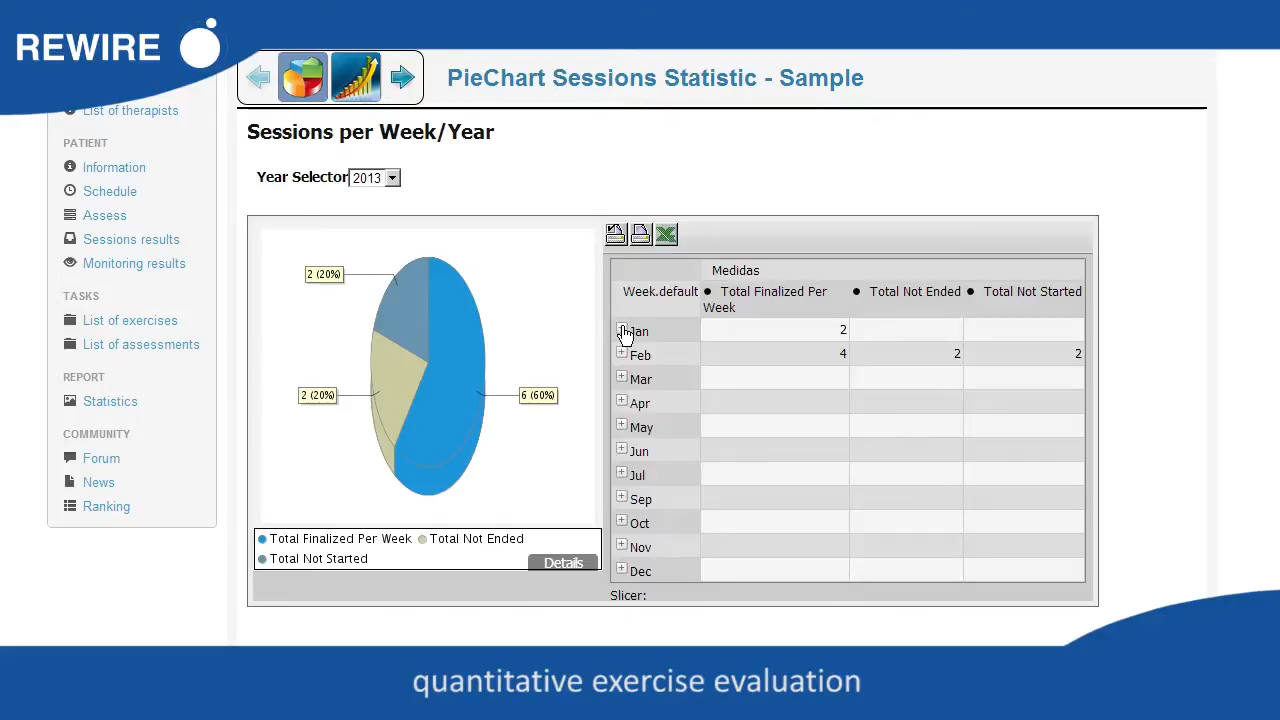 REWIRE
PieChart Sessions Statistic - Sample
List of therapists
PATIENT
Information
Schedule
Assess
Sessions results
Monitoring results
TASKS
List of exercises
List of assessments
REPORT
Statistics
COMMUNITY
Forum
News
Ranking
Sessions per Week/Year
Year Selector 2013
2 (20%)
2 (20%)
6 (60%)
Total Finalized Per Week Total Not Ended
Total Not Started
Details
Medidas
Week.default Total Finalized Per Week Total Not Ended Total Not Started
Jan 2
Feb 4 2 2
Mar
Apr
May
Jun
Jul
Sep
Oct
Nov
Dec
Slicer:
quantitative exercise evaluation